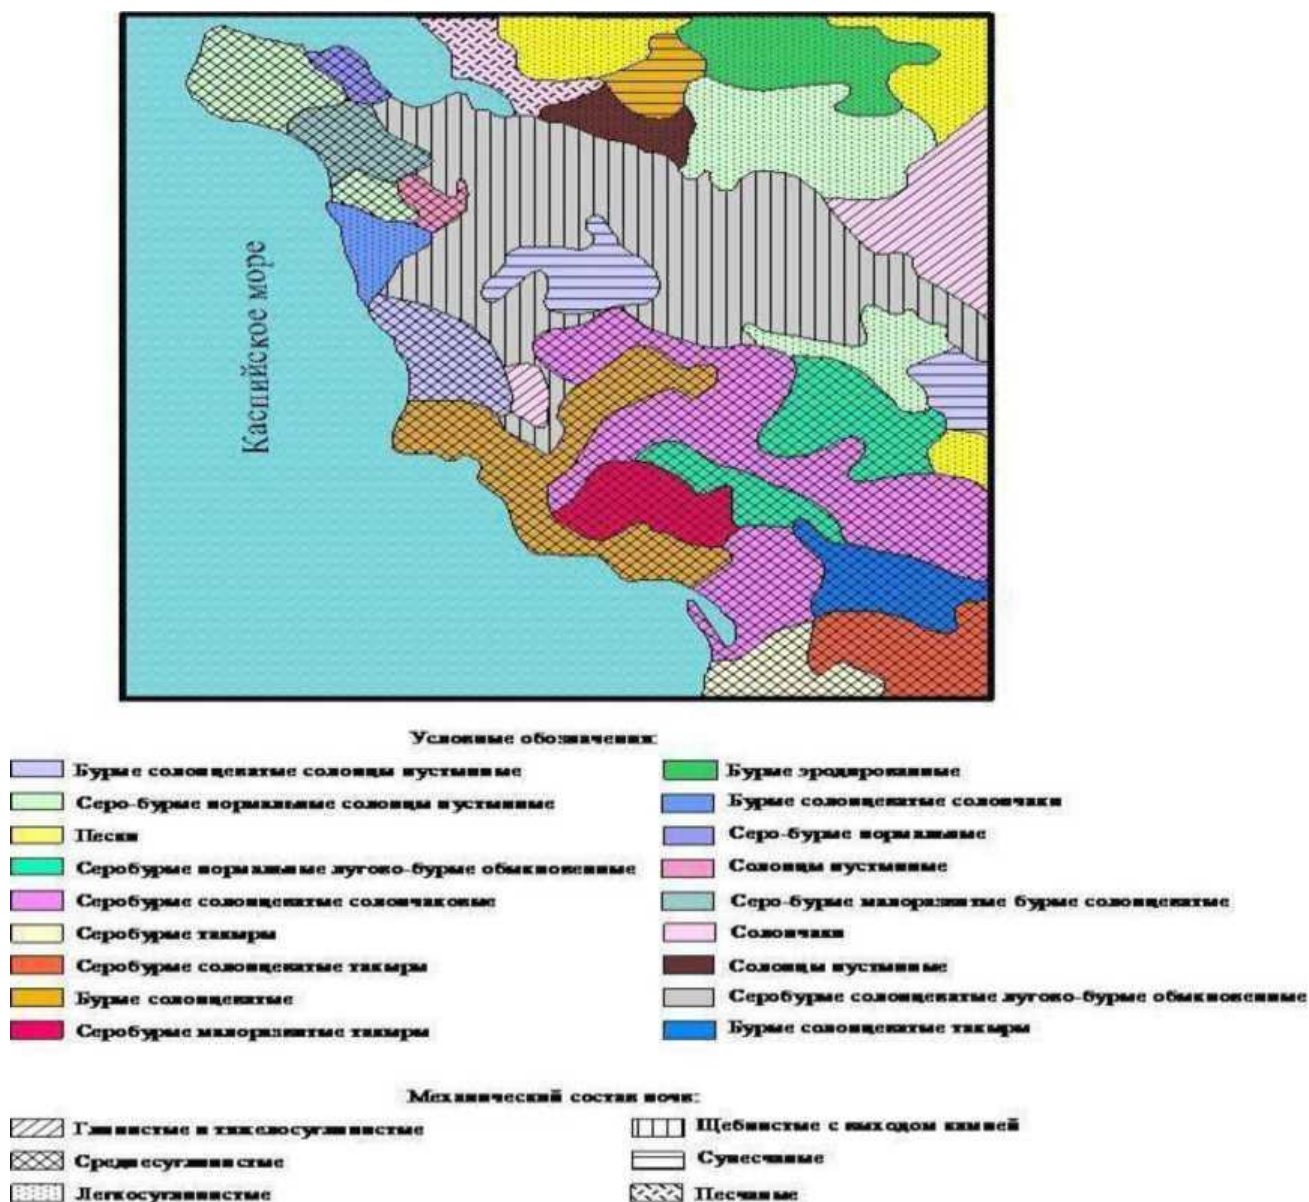 Каспийское море
Условные обозначения:
Бурые солонцеватые солонцы пустынные
Серо-бурые нормальные солонцы пустынные
Пески
Серобурые нормальные лугово-бурые обыкновенные
Серобурые солонцеватые солончаковые
Серобурые такыры
Серобурые солонцеватые такыры
Бурые солонцеватые
Серобурые малоразвитые такыры
Бурые эродированные
Бурые солонцеватые солончаки
Серо-бурые нормальные
Солонцы пустынные
Серо-бурые малоразвитые бурые солонцеватые
Солончаки
Солонцы пустынные
Серобурые солонцеватые лугово-бурые обыкновенные
Бурые солонцеватые такыры
Механический состав почв:
Глинистые и тяжелосуглинистые
Среднесуглинистые
Легкосуглинистые
Щебнистые с выходом камней
Супесчаные
Песчаные